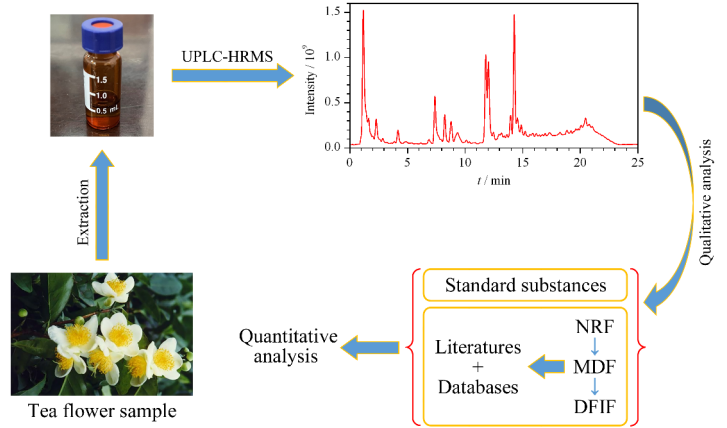 1.5
1.0
0.5 mL
UPLC-HRMS
Intensity / 10⁹
1.5
1.0
0.5
0.0
0 5 10 15 20 25
t / min
Qualitative analysis
Extraction
Tea flower sample
Standard substances
NRF
Literatures
+
Databases
MDF
DFIF
Quantitative
analysis